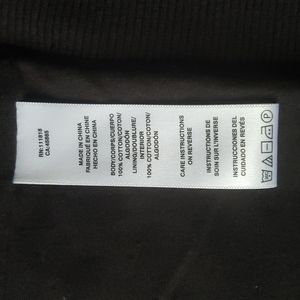 RN:111818
CA:46885
MADE IN CHINA
FABRIQUÉ EN CHINE
HECHO EN CHINA
BODY/CORPS/CUERPO
100% COTTON/COTON/
ALGODÓN
LINING/DOUBLURE/
INTERIOR
100% COTTON/COTON/
ALGODÓN
CARE INSTRUCTIONS
ON REVERSE
INSTRUCTIONS DE
SOIN SUR L'INVERSE
INSTRUCCIONES DEL
CUIDADO EN REVÉS